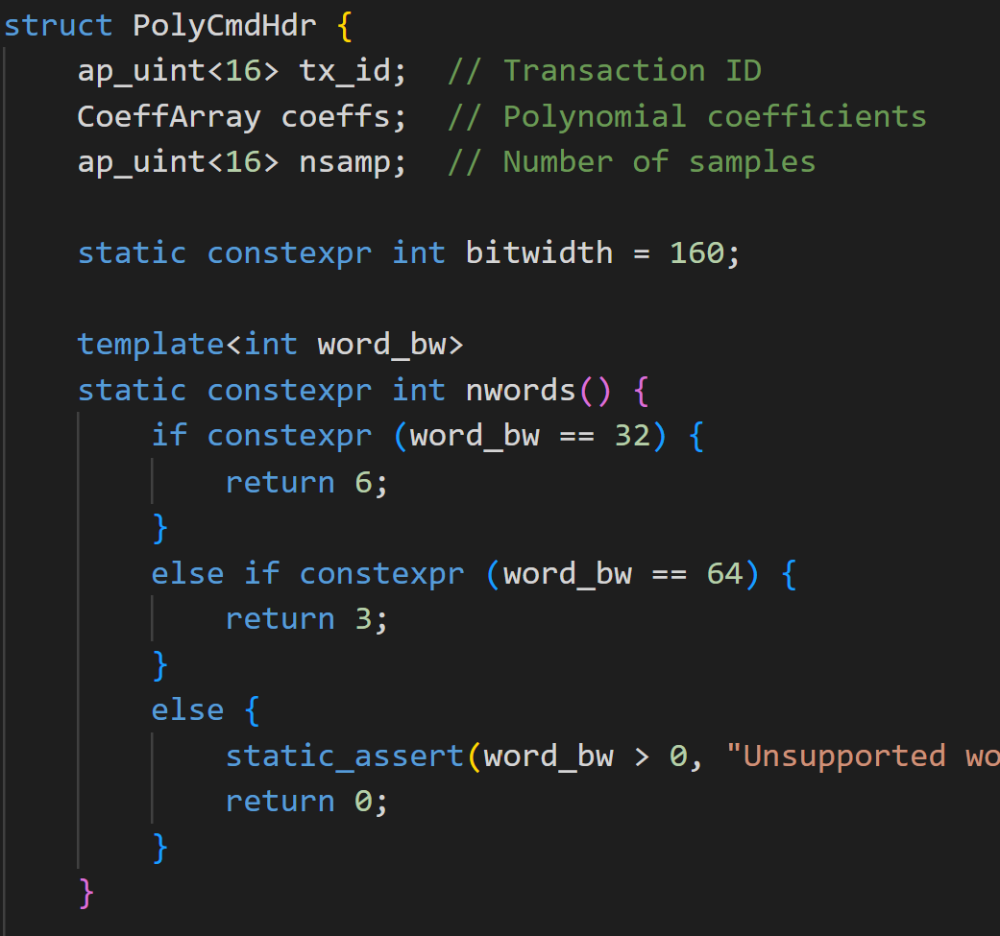 struct PolyCmdHdr {
    ap_uint<16> tx_id;  // Transaction ID
    CoeffArray coeffs;  // Polynomial coefficients
    ap_uint<16> nsamp;  // Number of samples

    static constexpr int bitwidth = 160;

    template<int word_bw>
    static constexpr int nwords() {
        if constexpr (word_bw == 32) {
            return 6;
        }
        else if constexpr (word_bw == 64) {
            return 3;
        }
        else {
            static_assert(word_bw > 0, "Unsupported wo
            return 0;
        }
    }